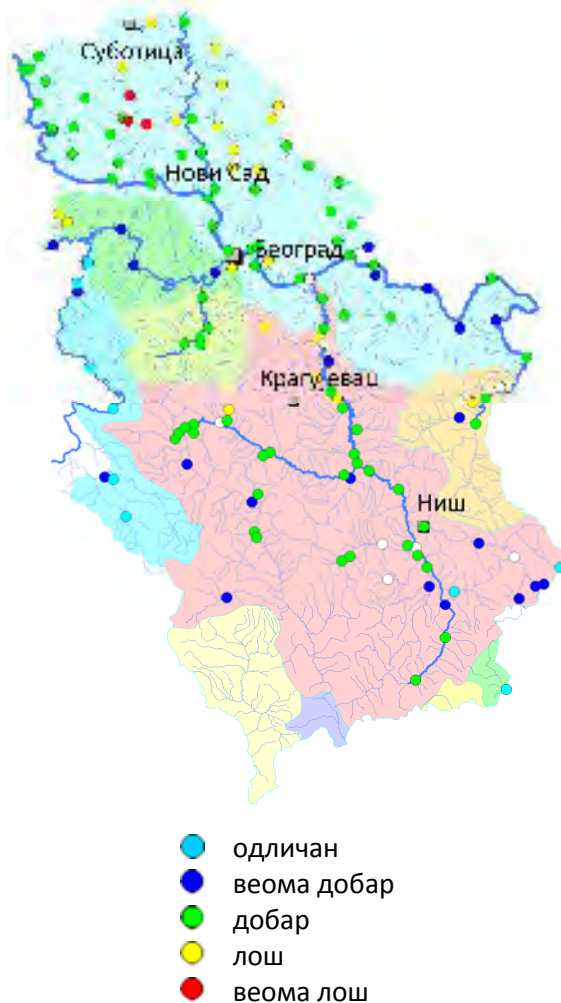 Суботица
Нови Сад
Београд
Крагујевац
Ниш
одличан
веома добар
добар
лош
веома лош